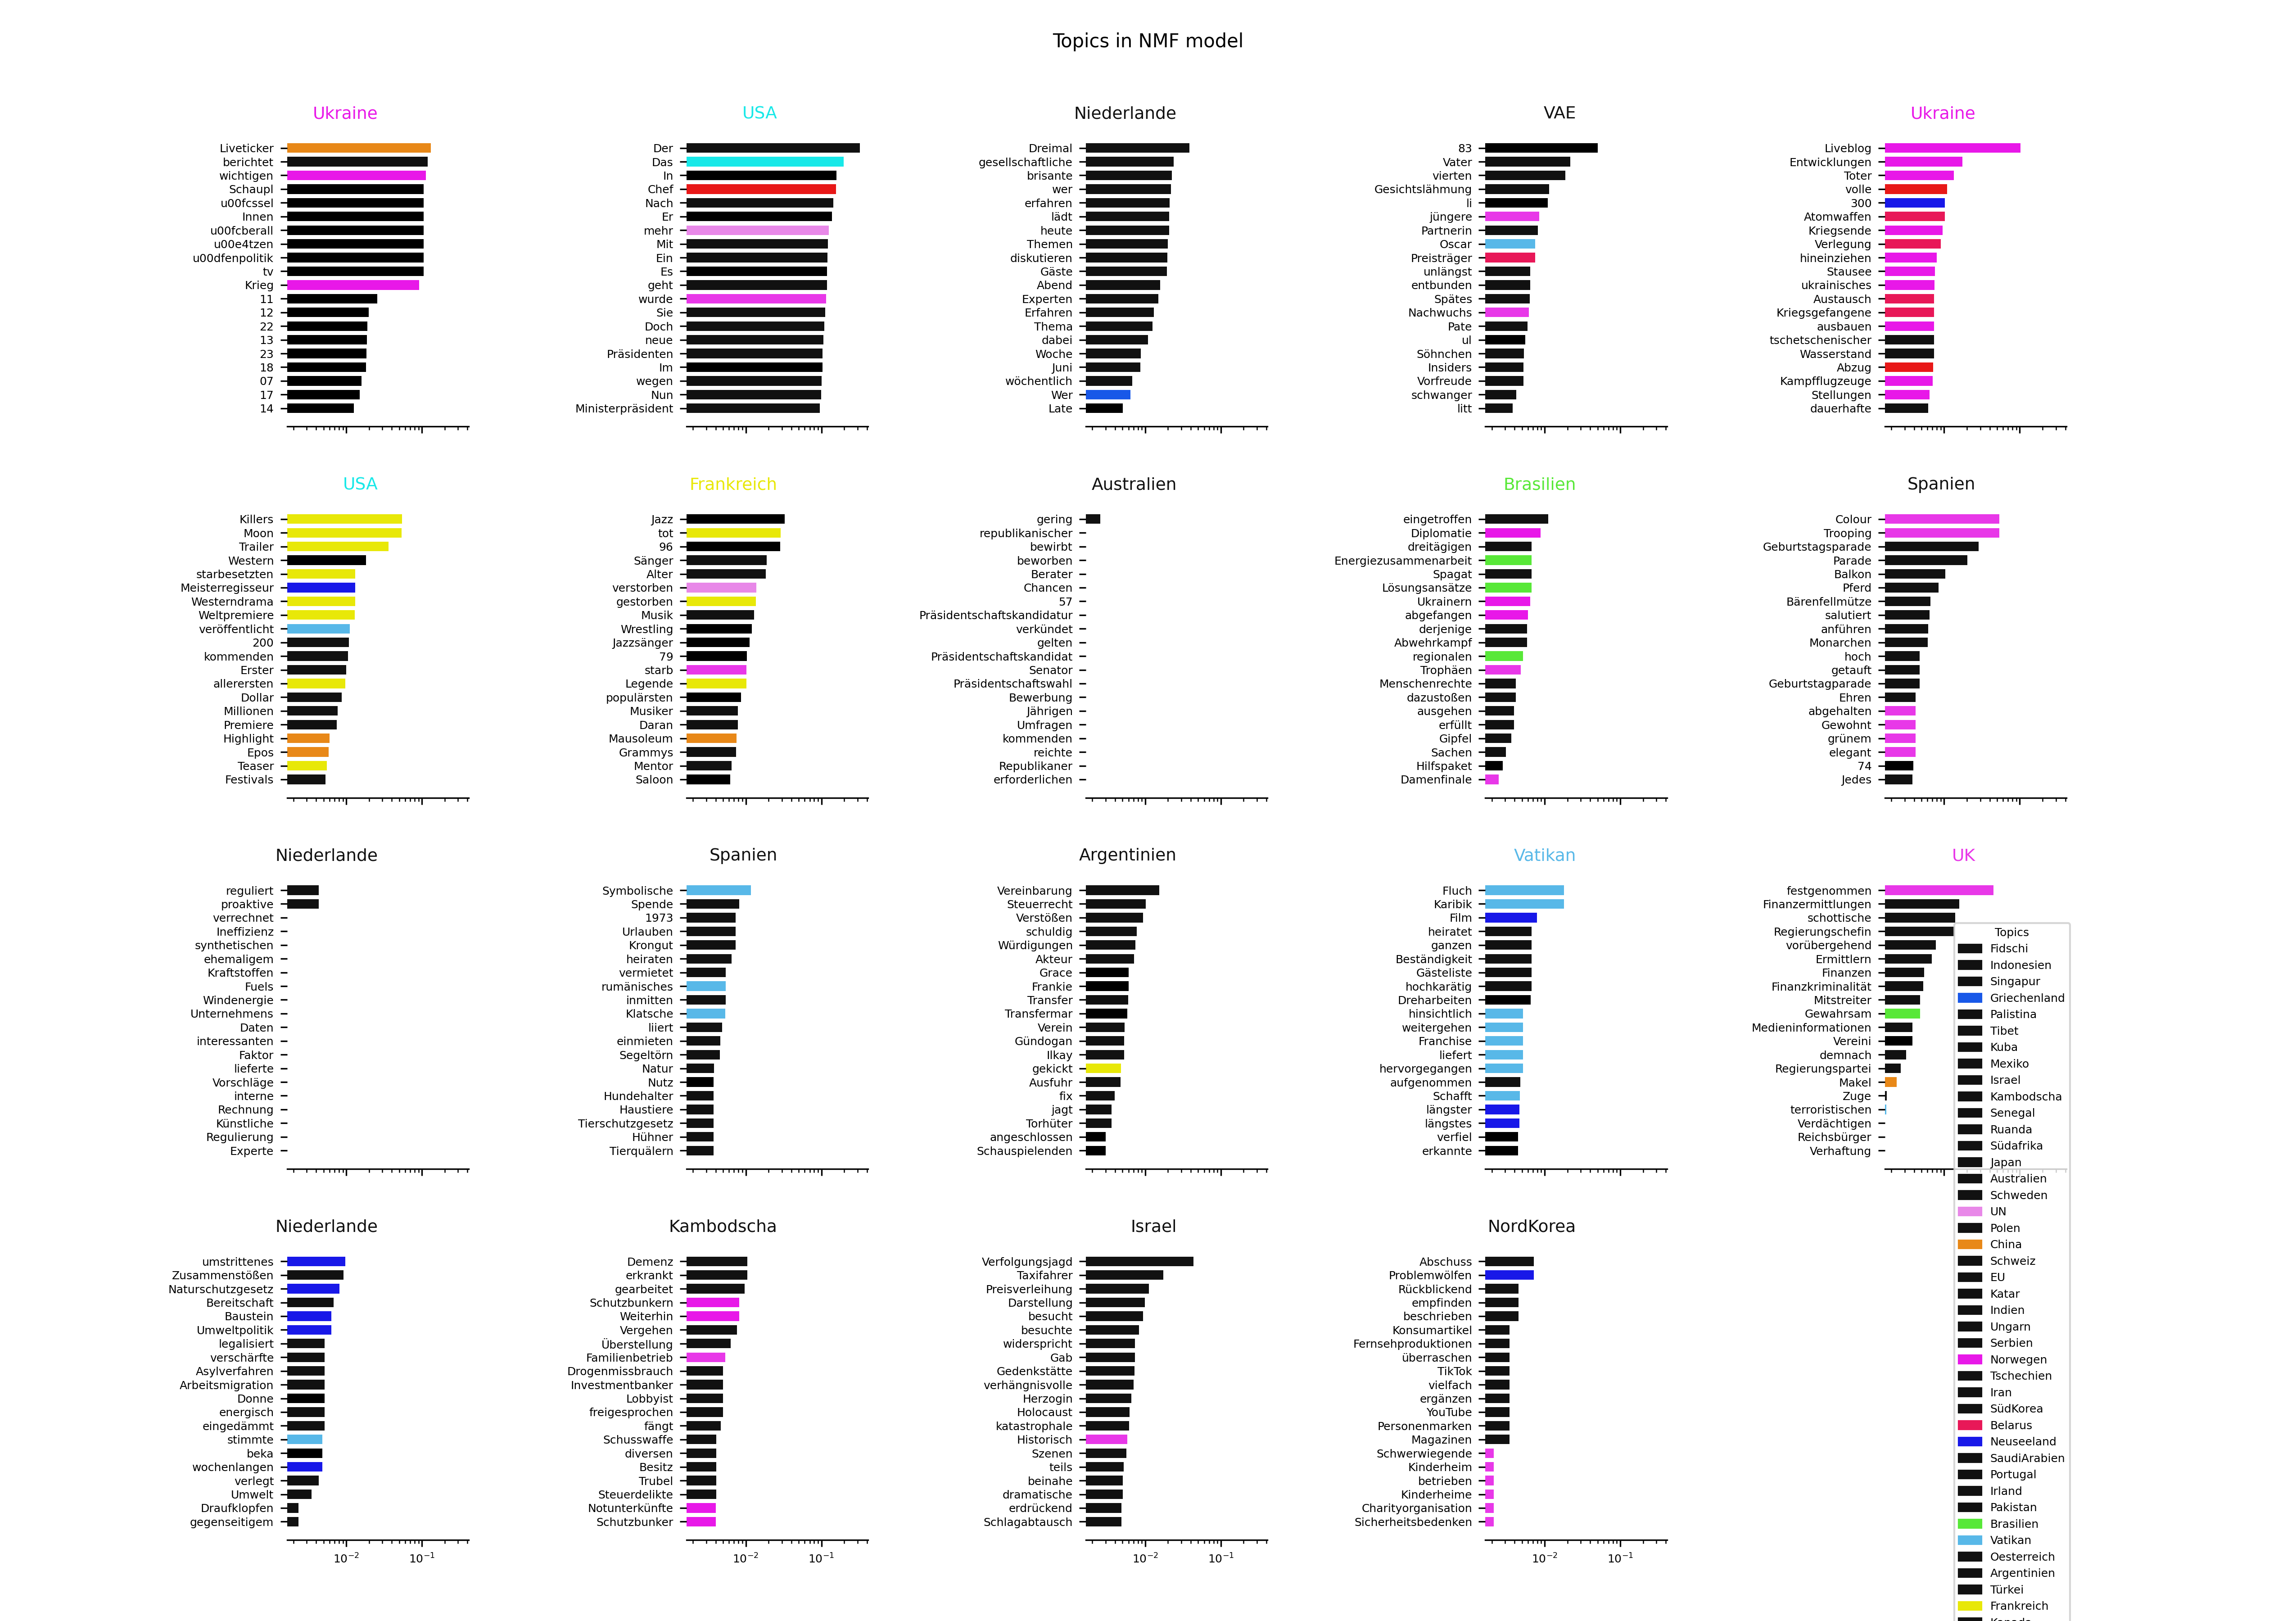 Topics in NMF model
Ukraine
Liveticker
berichtet
wichtigen
Schaupl
u00fcssel
Innen
u00fcberall
u00e4tzen
u00dfenpolitik
tv
Krieg
11
12
22
13
23
18
07
17
14
USA
Der
Das
In
Chef
Nach
Er
mehr
Mit
Ein
Es
geht
wurde
Sie
Doch
neue
Präsidenten
Im
wegen
Nun
Ministerpräsident
Niederlande
Dreimal
gesellschaftliche
brisante
wer
erfahren
lädt
heute
Themen
diskutieren
Gäste
Abend
Experten
Erfahren
Thema
dabei
Woche
Juni
wöchentlich
Wer
Late
VAE
83
Vater
vierten
Gesichtslähmung
li
jüngere
Partnerin
Oscar
Preisträger
unlängst
entbunden
Spätes
Nachwuchs
Pate
ul
Söhnchen
Insiders
Vorfreude
schwanger
litt
Ukraine
Liveblog
Entwicklungen
Toter
volle
300
Atomwaffen
Kriegsende
Verlegung
hineinziehen
Stausee
ukrainisches
Austausch
Kriegsgefangene
ausbauen
tschetschenischer
Wasserstand
Abzug
Kampfflugzeuge
Stellungen
dauerhafte
USA
Killers
Moon
Trailer
Western
starbesetzten
Meisterregisseur
Westerndrama
Weltpremiere
veröffentlicht
200
kommenden
Erster
allerersten
Dollar
Millionen
Premiere
Highlight
Epos
Teaser
Festivals
Frankreich
Jazz
tot
96
Sänger
Alter
verstorben
gestorben
Musik
Wrestling
Jazzsänger
79
starb
Legende
populärsten
Musiker
Daran
Mausoleum
Grammys
Mentor
Saloon
Australien
gering
republikanischer
bewirbt
beworben
Berater
Chancen
57
Präsidentschaftskandidatur
verkündet
gelten
Präsidentschaftskandidat
Senator
Präsidentschaftswahl
Bewerbung
Jährigen
Umfragen
kommenden
reichte
Republikaner
erforderlichen
Brasilien
eingetroffen
Diplomatie
dreitägigen
Energiezusammenarbeit
Spagat
Lösungsansätze
Ukrainern
abgefangen
derjenige
Abwehrkampf
regionalen
Trophäen
Menschenrechte
dazustoßen
ausgehen
erfüllt
Gipfel
Sachen
Hilfspaket
Damenfinale
Spanien
Colour
Trooping
Geburtstagsparade
Parade
Balkon
Pferd
Bärenfellmütze
salutiert
anführen
Monarchen
hoch
getauft
Geburtstagparade
Ehren
abgehalten
Gewohnt
grünem
elegant
74
Jedes
Niederlande
reguliert
proaktive
verrechnet
Ineffizienz
synthetischen
ehemaligem
Kraftstoffen
Fuels
Windenergie
Unternehmens
Daten
interessanten
Faktor
lieferte
Vorschläge
interne
Rechnung
Künstliche
Regulierung
Experte
Spanien
Symbolische
Spende
1973
Urlauben
Krongut
heiraten
vermietet
rumänisches
inmitten
Klatsche
liiert
einmieten
Segeltörn
Natur
Nutz
Hundehalter
Haustiere
Tierschutzgesetz
Hühner
Tierquälern
Argentinien
Vereinbarung
Steuerrecht
Verstößen
schuldig
Würdigungen
Akteur
Grace
Frankie
Transfer
Transfermar
Verein
Gündogan
Ilkay
gekickt
Ausfuhr
fix
jagt
Torhüter
angeschlossen
Schauspielenden
Vatikan
Fluch
Karibik
Film
heiratet
ganzen
Beständigkeit
Gästeliste
hochkarätig
Dreharbeiten
hinsichtlich
weitergehen
Franchise
liefert
hervorgegangen
aufgenommen
Schafft
längster
längstes
verfiel
erkannte
UK
festgenommen
Finanzermittlungen
schottische
Regierungschefin
vorübergehend
Ermittlern
Finanzen
Finanzkriminalität
Mitstreiter
Gewahrsam
Medieninformationen
Vereini
demnach
Regierungspartei
Makel
Zuge
terroristischen
Verdächtigen
Reichsbürger
Verhaftung
Niederlande
umstrittenes
Zusammenstößen
Naturschutzgesetz
Bereitschaft
Baustein
Umweltpolitik
legalisiert
verschärfte
Asylverfahren
Arbeitsmigration
Donne
energisch
eingedämmt
stimmte
beka
wochenlangen
verlegt
Umwelt
Draufklopfen
gegenseitigem
10⁻² 10⁻¹
Kambodscha
Demenz
erkrankt
gearbeitet
Schutzbunkern
Weiterhin
Vergehen
Überstellung
Familienbetrieb
Drogenmissbrauch
Investmentbanker
Lobbyist
freigesprochen
fängt
Schusswaffe
diversen
Besitz
Trubel
Steuerdelikte
Notunterkünfte
Schutzbunker
10⁻² 10⁻¹
Israel
Verfolgungsjagd
Taxifahrer
Preisverleihung
Darstellung
besucht
besuchte
widerspricht
Gab
Gedenkstätte
verhängnisvolle
Herzogin
Holocaust
katastrophale
Historisch
Szenen
teils
beinahe
dramatische
erdrückend
Schlagabtausch
10⁻² 10⁻¹
NordKorea
Abschuss
Problemwölfen
Rückblickend
empfinden
beschrieben
Konsumartikel
Fernsehproduktionen
überraschen
TikTok
vielfach
ergänzen
YouTube
Personenmarken
Magazinen
Schwerwiegende
Kinderheim
betrieben
Kinderheime
Charityorganisation
Sicherheitsbedenken
10⁻² 10⁻¹
Topics
Fidschi
Indonesien
Singapur
Griechenland
Palistina
Tibet
Kuba
Mexiko
Israel
Kambodscha
Senegal
Ruanda
Südafrika
Japan
Australien
Schweden
UN
Polen
China
Schweiz
EU
Katar
Indien
Ungarn
Serbien
Norwegen
Tschechien
Iran
SüdKorea
Belarus
Neuseeland
SaudiArabien
Portugal
Irland
Pakistan
Brasilien
Vatikan
Oesterreich
Argentinien
Türkei
Frankreich